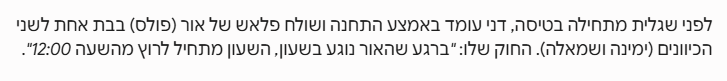 לפני שגלית מתחילה בטיסה, דני עומד באמצע התחנה ושולח פלאש של אור (פולס) בבת אחת לשני
הכיוונים (ימינה ושמאלה). החוק שלו: "ברגע שהאור נוגע בשעון, השעון מתחיל לרוץ מהשעה 12:00".